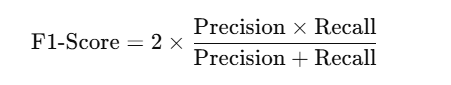 F1-Score = 2 × Precision × Recall / Precision + Recall